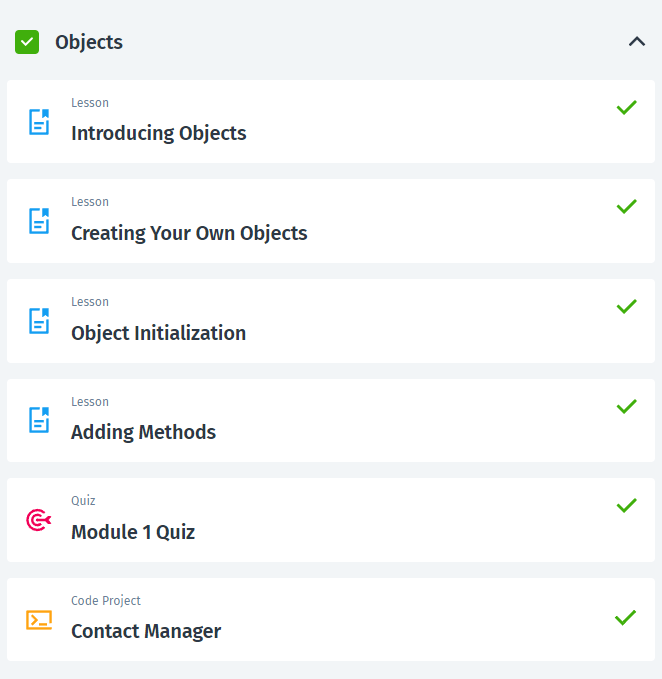 Objects
Lesson
Introducing Objects
Lesson
Creating Your Own Objects
Lesson
Object Initialization
Lesson
Adding Methods
Quiz
Module 1 Quiz
Code Project
Contact Manager